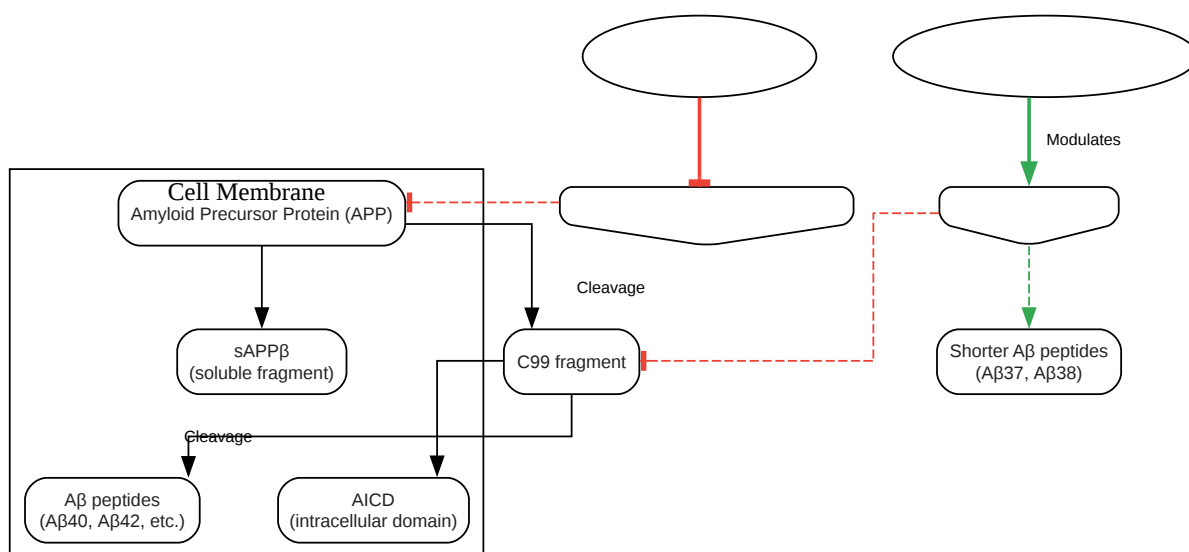 Modulates
Cell Membrane
Amyloid Precursor Protein (APP)
Cleavage
sAPPβ
(soluble fragment)
C99 fragment
Shorter Aβ peptides
(Aβ37, Aβ38)
Cleavage
Aβ peptides
(Aβ40, Aβ42, etc.)
AICD
(intracellular domain)